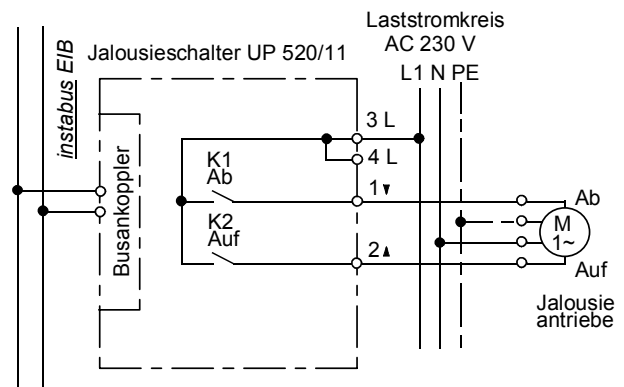 Laststromkreis
AC 230 V
Jalousieschalter UP 520/11
L1 N PE
instabus EIB
Busankoppler
3 L
4 L
K1
Ab
1
Ab
K2
Auf
M
1~
2
Auf
Jalousie
antriebe